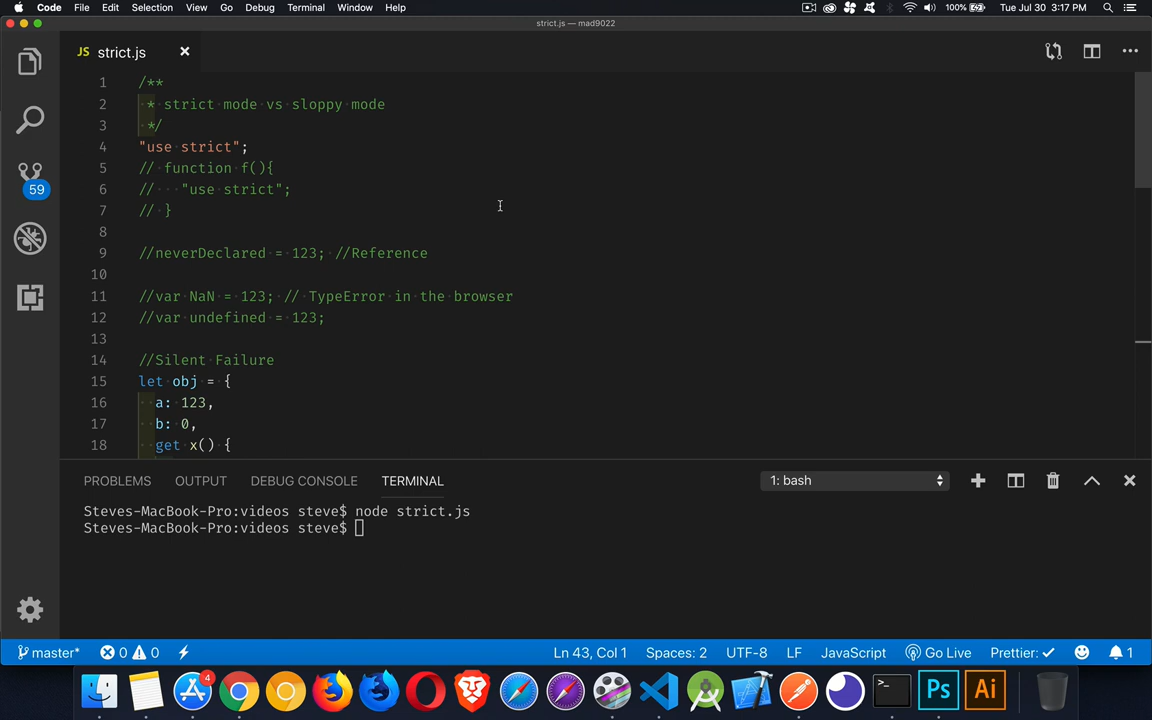 Code File Edit Selection View Go Debug Terminal Window Help 100% Tue Jul 30 3:17 PM
strict.js — mad9022
JS strict.js
1 /**
2 * strict mode vs sloppy mode
3 */
4 "use strict";
5 // function f(){
59
6 // "use strict";
7 // }
8
9 //neverDeclared = 123; //Reference
10
11 //var NaN = 123; // TypeError in the browser
12 //var undefined = 123;
13
14 //Silent Failure
15 let obj = {
16 a: 123,
17 b: 0,
18 get x() {
PROBLEMS OUTPUT DEBUG CONSOLE TERMINAL 1: bash
Steves-MacBook-Pro:videos steve$ node strict.js
Steves-MacBook-Pro:videos steve$
master* 0 0 Ln 43, Col 1 Spaces: 2 UTF-8 LF JavaScript Go Live Prettier: 1
4
Ps Ai